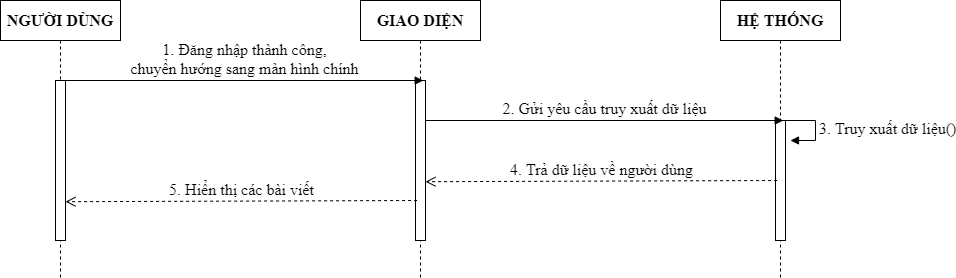 NGƯỜI DÙNG
GIAO DIỆN
HỆ THỐNG
1. Đăng nhập thành công,
chuyển hướng sang màn hình chính
2. Gửi yêu cầu truy xuất dữ liệu
3. Truy xuất dữ liệu()
4. Trả dữ liệu về người dùng
5. Hiển thị các bài viết